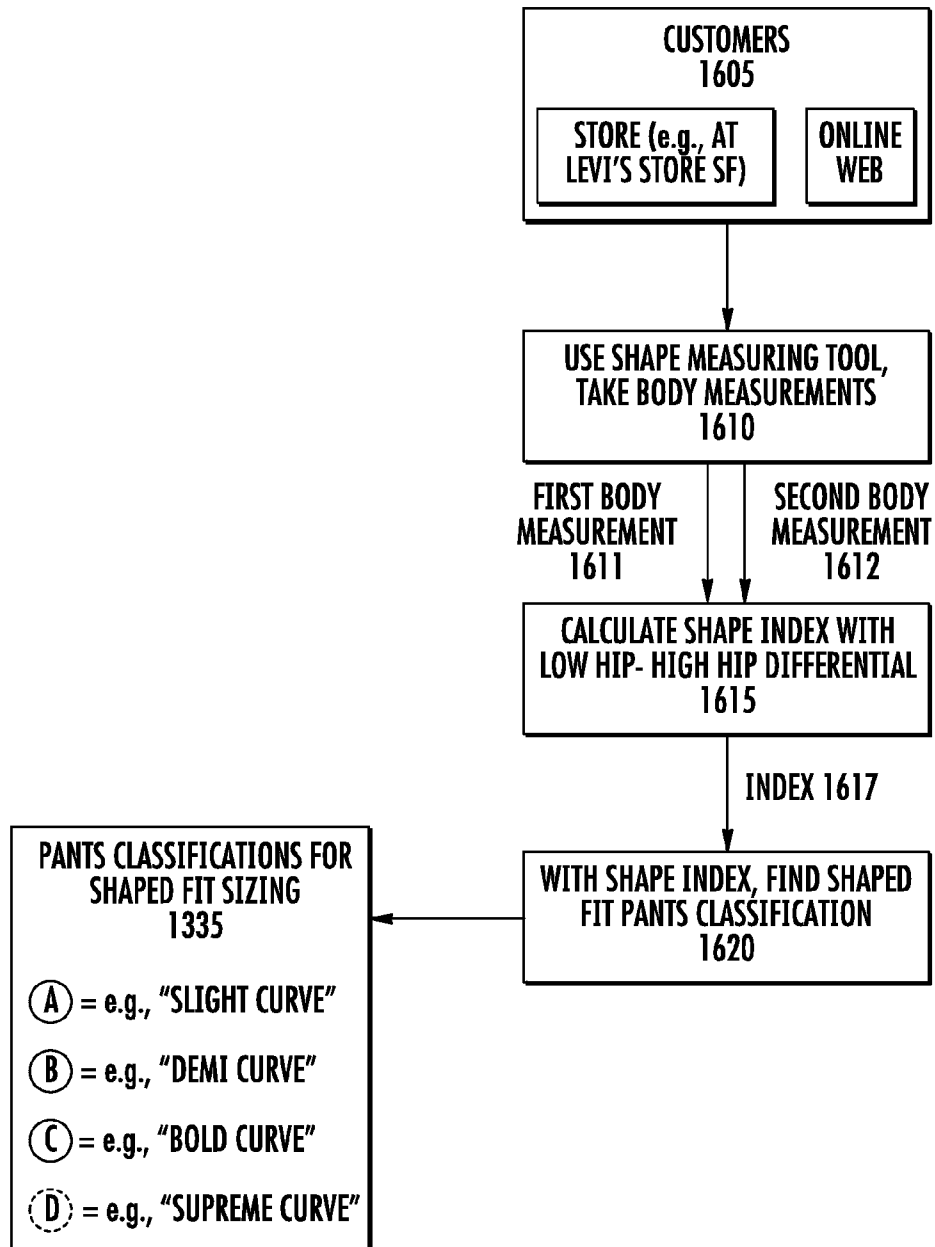 CUSTOMERS
1605
STORE (e.g., AT
LEVI'S STORE SF)
ONLINE
WEB
USE SHAPE MEASURING TOOL,
TAKE BODY MEASUREMENTS
1610
FIRST BODY
MEASUREMENT
1611
SECOND BODY
MEASUREMENT
1612
CALCULATE SHAPE INDEX WITH
LOW HIP- HIGH HIP DIFFERENTIAL
1615
INDEX 1617
WITH SHAPE INDEX, FIND SHAPED
FIT PANTS CLASSIFICATION
1620
PANTS CLASSIFICATIONS FOR
SHAPED FIT SIZING
1335
A = e.g., “SLIGHT CURVE”
B = e.g., “DEMI CURVE”
C = e.g., “BOLD CURVE”
D = e.g., “SUPREME CURVE”